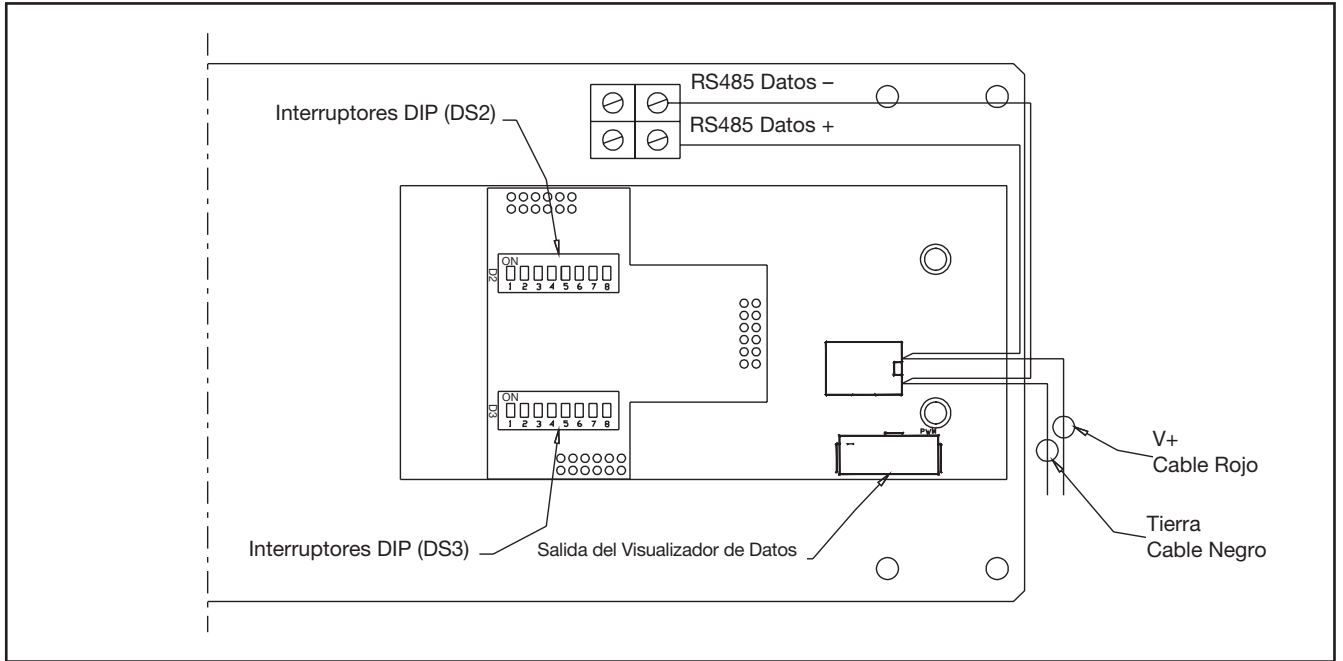 RS485 Datos –
Interruptores DIP (DS2)
RS485 Datos +
ON
D2
1 2 3 4 5 6 7 8
ON
D3
1 2 3 4 5 6 7 8
PWM
1
V+
Cable Rojo
Tierra
Cable Negro
Interruptores DIP (DS3)
Salida del Visualizador de Datos